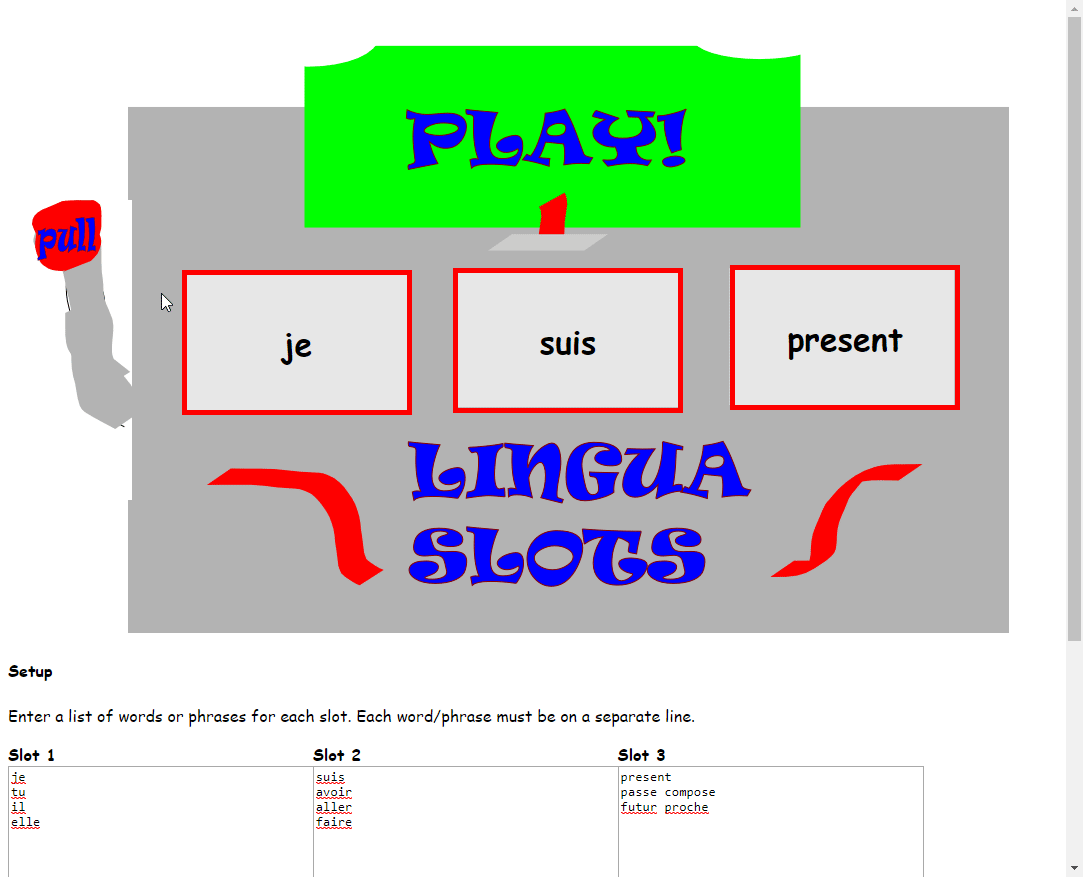 PLAY!
pull
je suis present
LINGUA
SLOTS
Setup
Enter a list of words or phrases for each slot. Each word/phrase must be on a separate line.
Slot 1 Slot 2 Slot 3
je suis present
tu avoir passe compose
il aller futur proche
elle faire